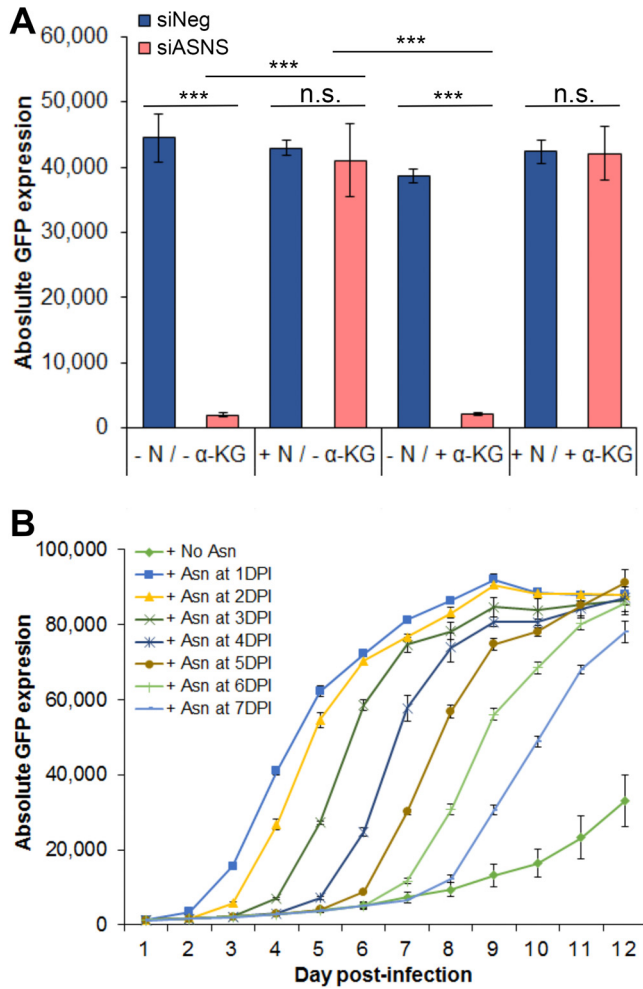 A
siNeg
siASNS
60,000
50,000
40,000
30,000
20,000
10,000
0
Aboslulte GFP expression
***
***
n.s.
***
***
n.s.
- N / - α-KG
+ N / - α-KG
- N / + α-KG
+ N / + α-KG
B
100,000
80,000
60,000
40,000
20,000
0
Absolute GFP expresion
+ No Asn
+ Asn at 1DPI
+ Asn at 2DPI
+ Asn at 3DPI
+ Asn at 4DPI
+ Asn at 5DPI
+ Asn at 6DPI
+ Asn at 7DPI
1 2 3 4 5 6 7 8 9 10 11 12
Day post-infection